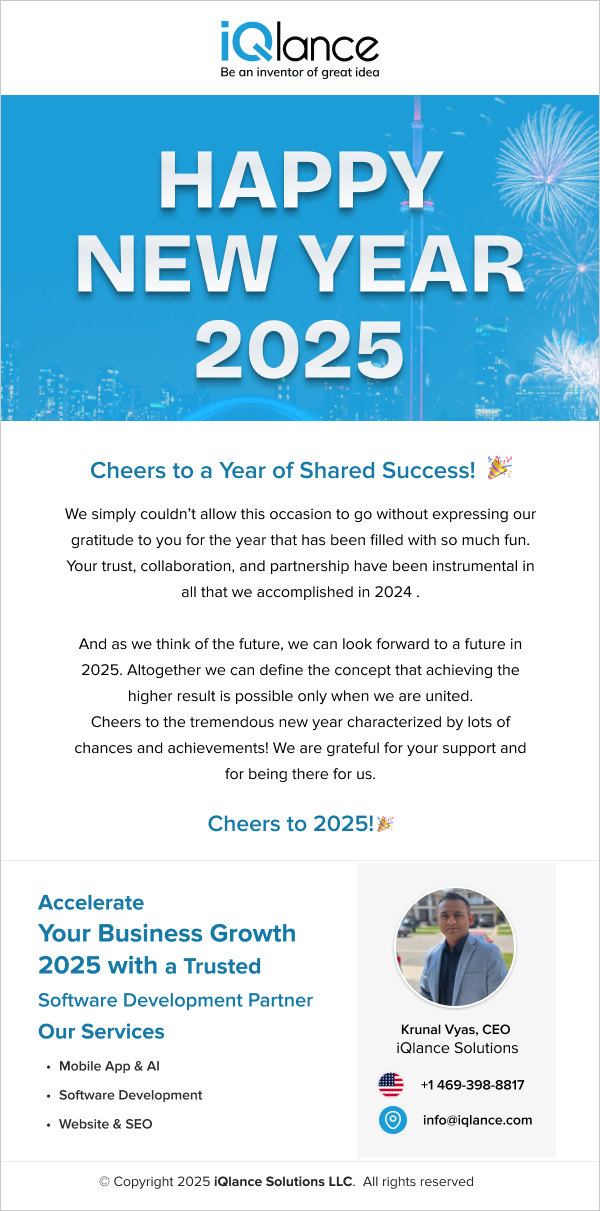 iQlance
Be an inventor of great idea
HAPPY
NEW YEAR
2025
Cheers to a Year of Shared Success! 🎉
We simply couldn’t allow this occasion to go without expressing our
gratitude to you for the year that has been filled with so much fun.
Your trust, collaboration, and partnership have been instrumental in
all that we accomplished in 2024 .
And as we think of the future, we can look forward to a future in
2025. Altogether we can define the concept that achieving the
higher result is possible only when we are united.
Cheers to the tremendous new year characterized by lots of
chances and achievements! We are grateful for your support and
for being there for us.
Cheers to 2025!🎉
Accelerate
Your Business Growth
2025 with a Trusted
Software Development Partner
Our Services
• Mobile App & AI
• Software Development
• Website & SEO
Krunal Vyas, CEO
iQlance Solutions
+1 469-398-8817
info@iqlance.com
© Copyright 2025 iQlance Solutions LLC. All rights reserved